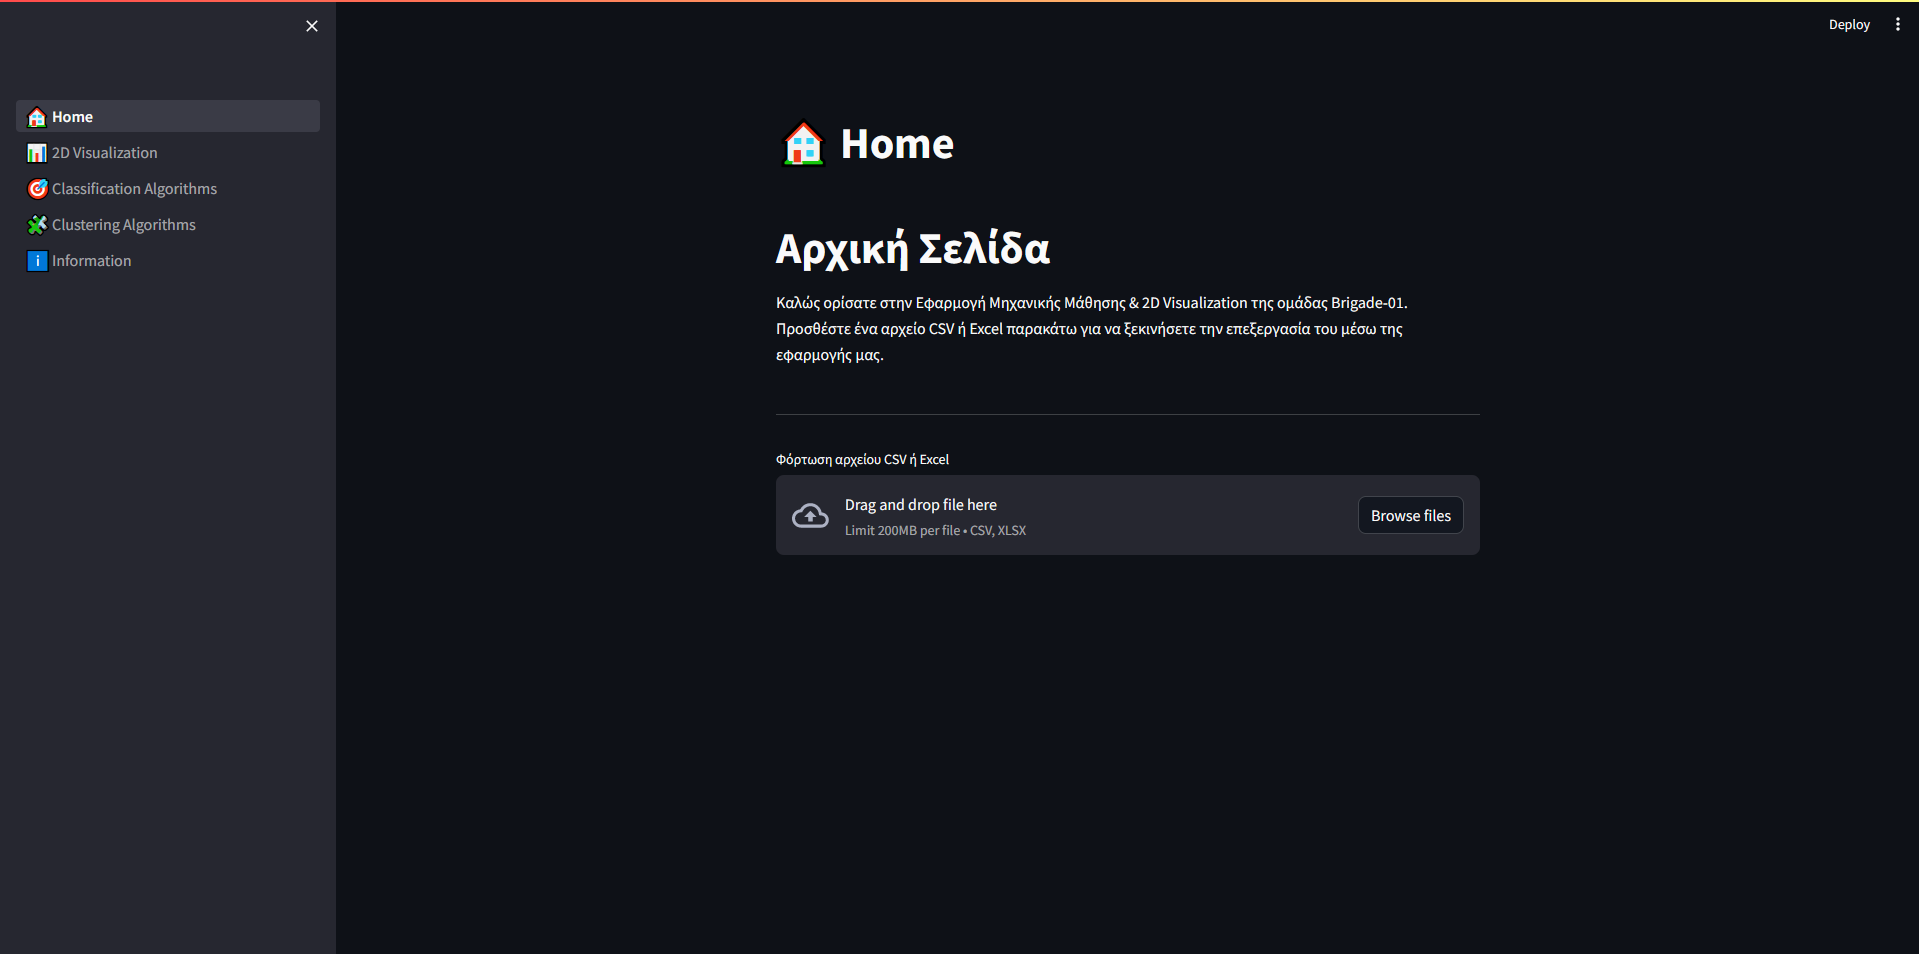 Deploy
Home
2D Visualization
Classification Algorithms
Clustering Algorithms
Information
Home
Αρχική Σελίδα
Καλώς ορίσατε στην Εφαρμογή Μηχανικής Μάθησης & 2D Visualization της ομάδας Brigade-01.
Προσθέστε ένα αρχείο CSV ή Excel παρακάτω για να ξεκινήσετε την επεξεργασία του μέσω της
εφαρμογής μας.
Φόρτωση αρχείου CSV ή Excel
Drag and drop file here
Limit 200MB per file • CSV, XLSX
Browse files